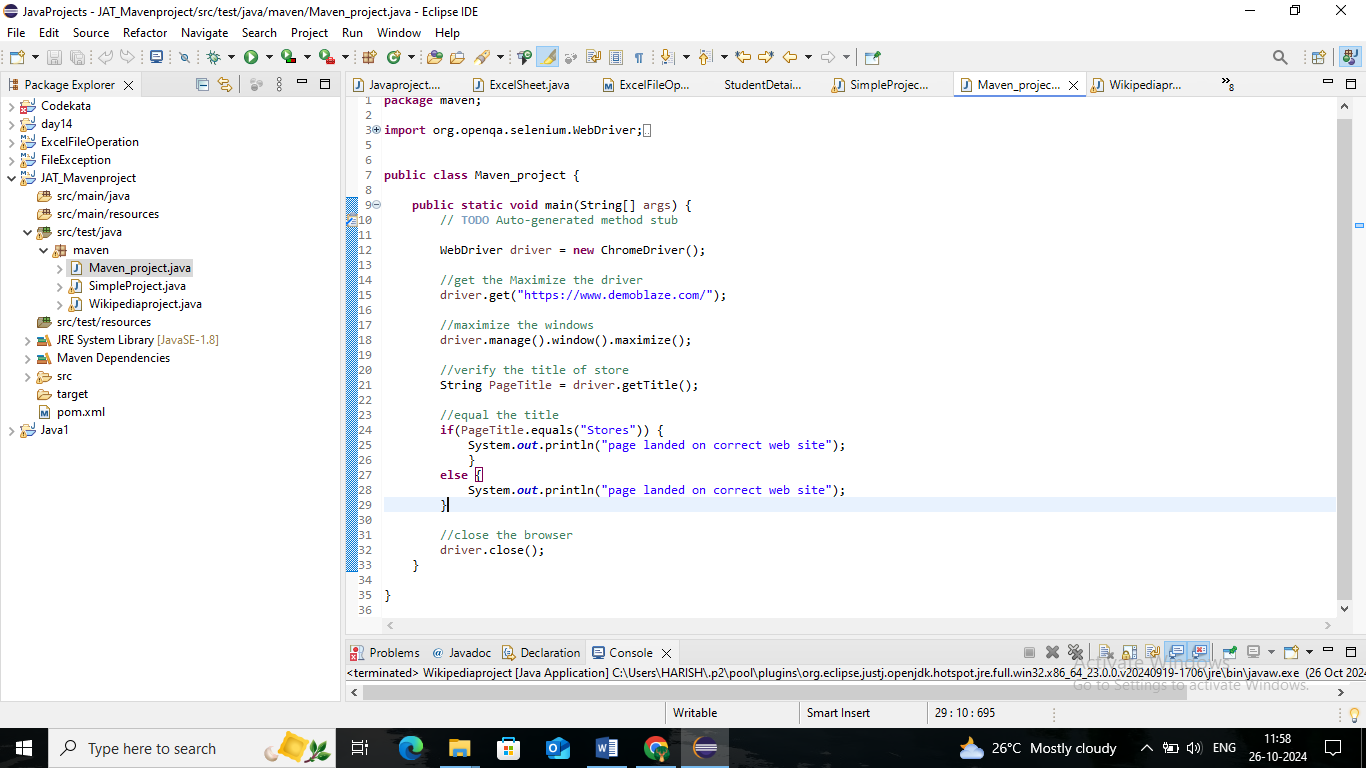 JavaProjects - JAT_Mavenproject/src/test/java/maven/Maven_project.java - Eclipse IDE
File Edit Source Refactor Navigate Search Project Run Window Help
Package Explorer
Codekata
day14
ExcelFileOperation
FileException
JAT_Mavenproject
src/main/java
src/main/resources
src/test/java
maven
Maven_project.java
SimpleProject.java
Wikipediaproject.java
src/test/resources
JRE System Library [JavaSE-1.8]
Maven Dependencies
src
target
pom.xml
Java1
Javaproject.... ExcelSheet.java ExcelFileOp... StudentDetai... SimpleProjec... Maven_projec... Wikipediapr... »8
1 package maven;
2
3 import org.openqa.selenium.WebDriver;
5
6
7 public class Maven_project {
8
9 public static void main(String[] args) {
10 // TODO Auto-generated method stub
11
12 WebDriver driver = new ChromeDriver();
13
14 //get the Maximize the driver
15 driver.get("https://www.demoblaze.com/");
16
17 //maximize the windows
18 driver.manage().window().maximize();
19
20 //verify the title of store
21 String PageTitle = driver.getTitle();
22
23 //equal the title
24 if(PageTitle.equals("Stores")) {
25 System.out.println("page landed on correct web site");
26 }
27 else {
28 System.out.println("page landed on correct web site");
29 }
30
31 //close the browser
32 driver.close();
33 }
34
35 }
36
Problems @ Javadoc Declaration Console
<terminated> Wikipediaproject [Java Application] C:\Users\HARISH\.p2\pool\plugins\org.eclipse.justj.openjdk.hotspot.jre.full.win32.x86_64_23.0.0.v20240919-1706\jre\bin\javaw.exe (26 Oct 2024
Activate Windows
Go to Settings to activate Windows.
Writable Smart Insert 29 : 10 : 695
Type here to search
26°C Mostly cloudy
ENG
11:58
26-10-2024